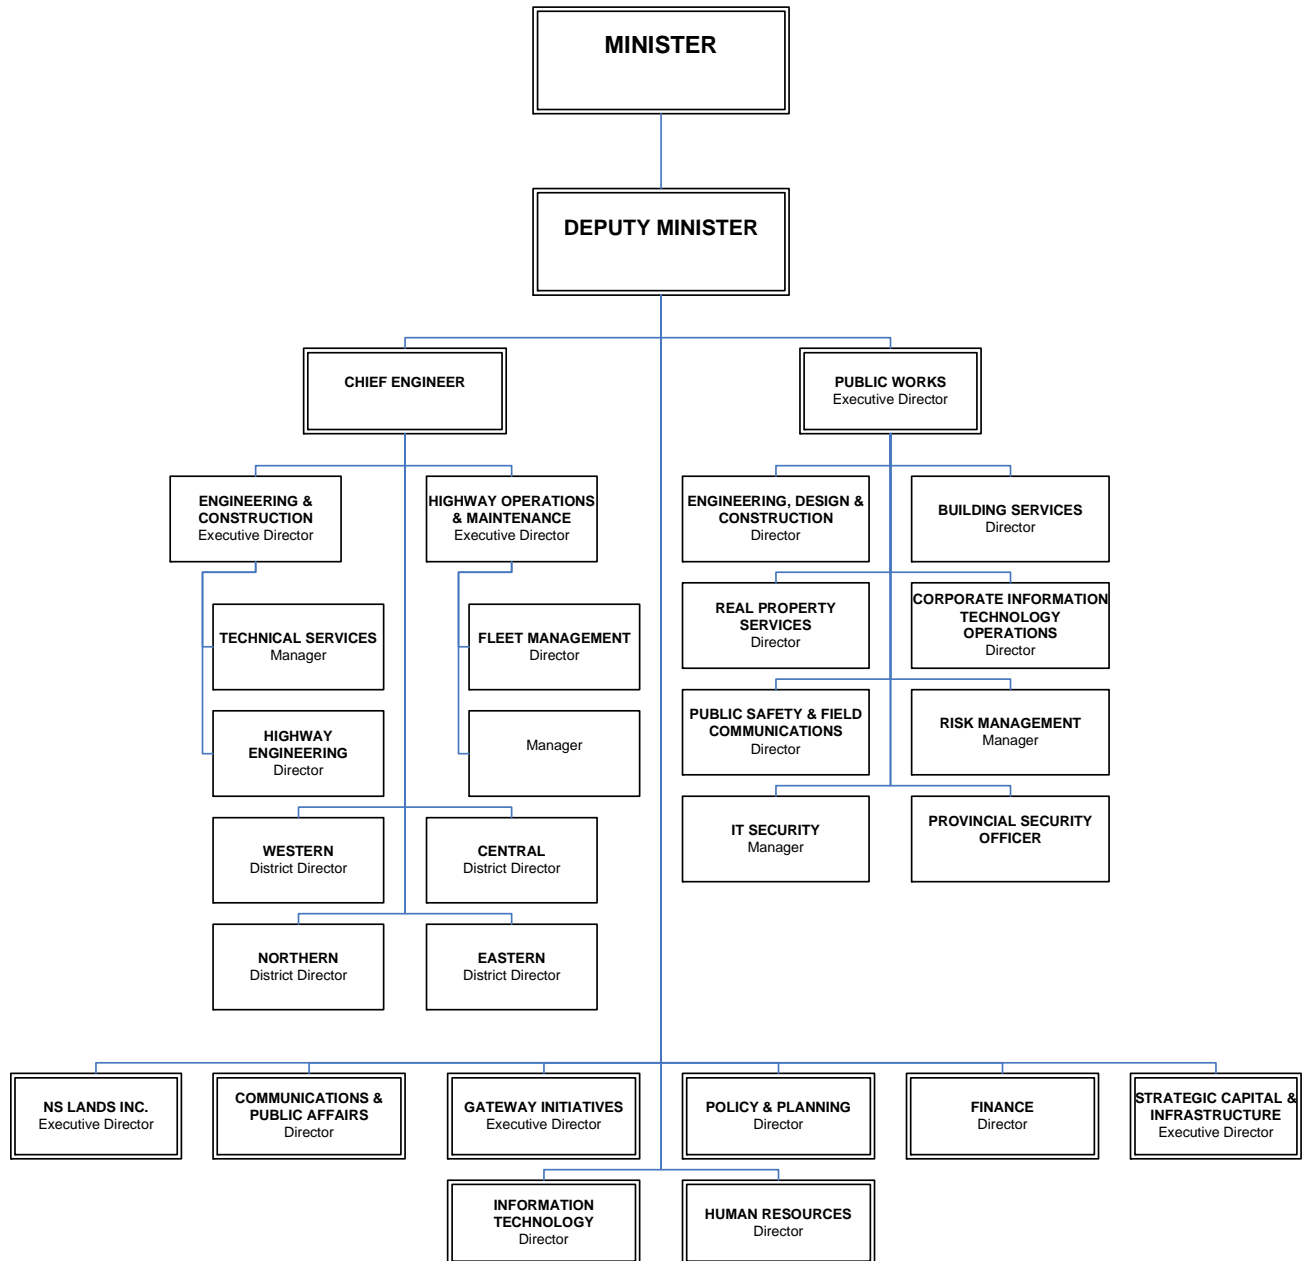 MINISTER
DEPUTY MINISTER
CHIEF ENGINEER
PUBLIC WORKS
Executive Director
ENGINEERING &
CONSTRUCTION
Executive Director
HIGHWAY OPERATIONS
& MAINTENANCE
Executive Director
ENGINEERING, DESIGN &
CONSTRUCTION
Director
BUILDING SERVICES
Director
TECHNICAL SERVICES
Manager
FLEET MANAGEMENT
Director
REAL PROPERTY
SERVICES
Director
CORPORATE INFORMATION
TECHNOLOGY
OPERATIONS
Director
HIGHWAY
ENGINEERING
Director
Manager
PUBLIC SAFETY & FIELD
COMMUNICATIONS
Director
RISK MANAGEMENT
Manager
WESTERN
District Director
CENTRAL
District Director
IT SECURITY
Manager
PROVINCIAL SECURITY
OFFICER
NORTHERN
District Director
EASTERN
District Director
NS LANDS INC.
Executive Director
COMMUNICATIONS &
PUBLIC AFFAIRS
Director
GATEWAY INITIATIVES
Executive Director
POLICY & PLANNING
Director
FINANCE
Director
STRATEGIC CAPITAL &
INFRASTRUCTURE
Executive Director
INFORMATION
TECHNOLOGY
Director
HUMAN RESOURCES
Director